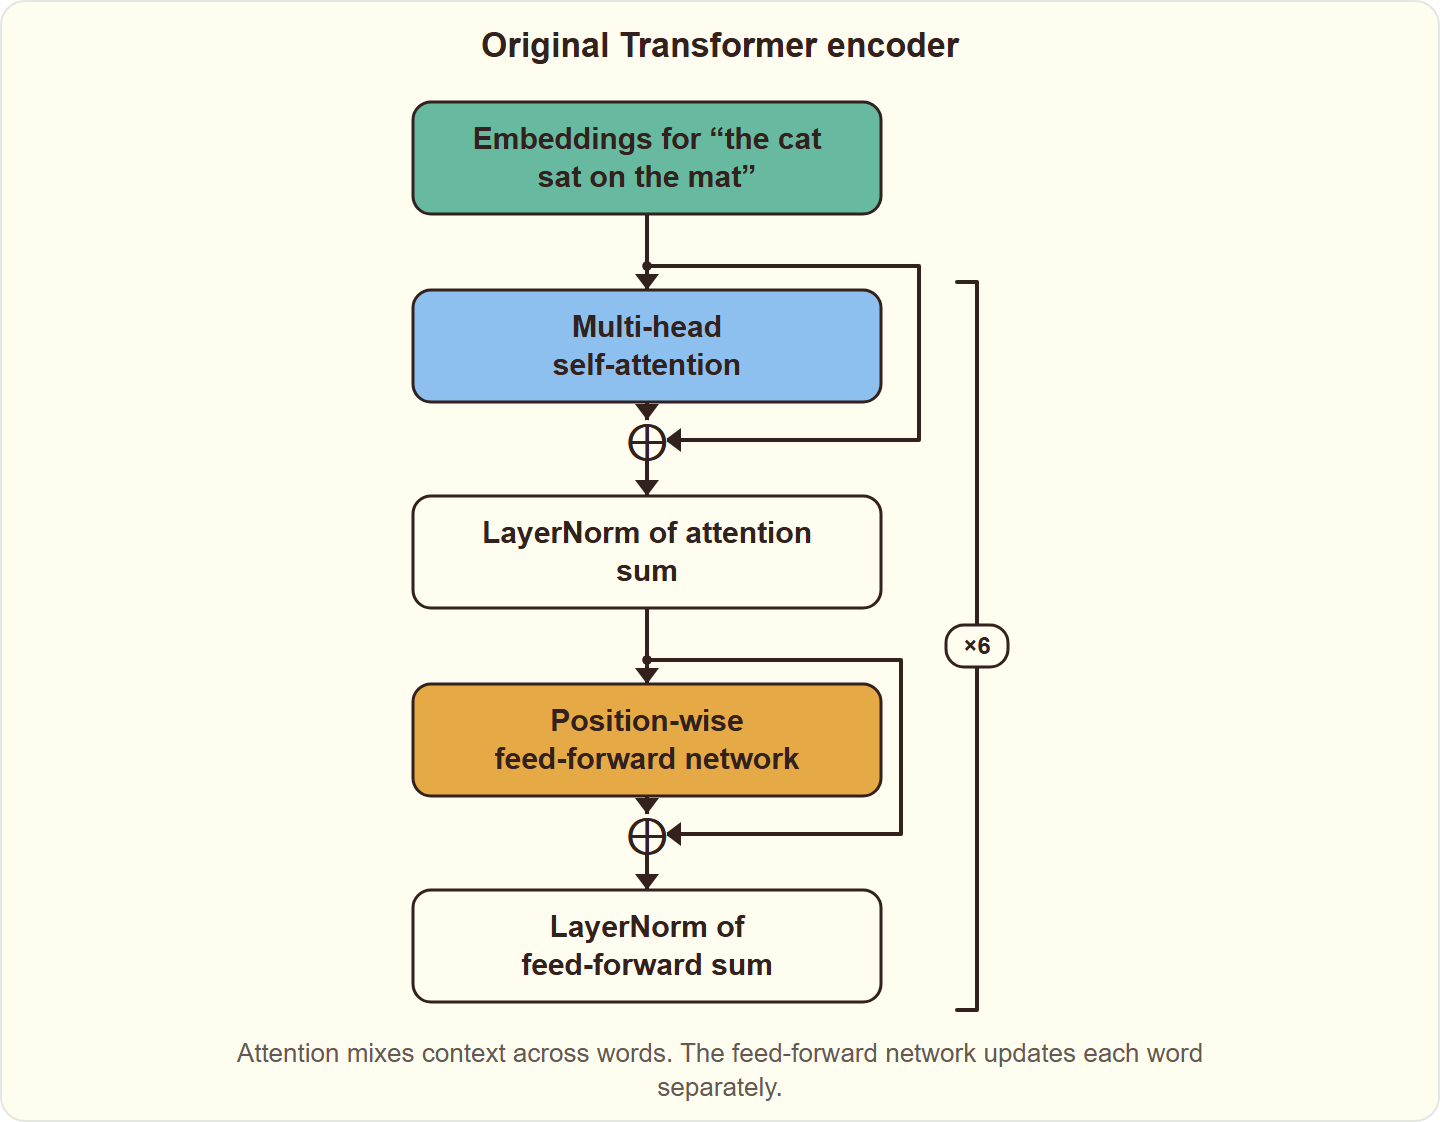 Original Transformer encoder
Embeddings for “the cat
sat on the mat”
Multi-head
self-attention
LayerNorm of attention
sum
×6
Position-wise
feed-forward network
LayerNorm of
feed-forward sum
Attention mixes context across words. The feed-forward network updates each word
separately.